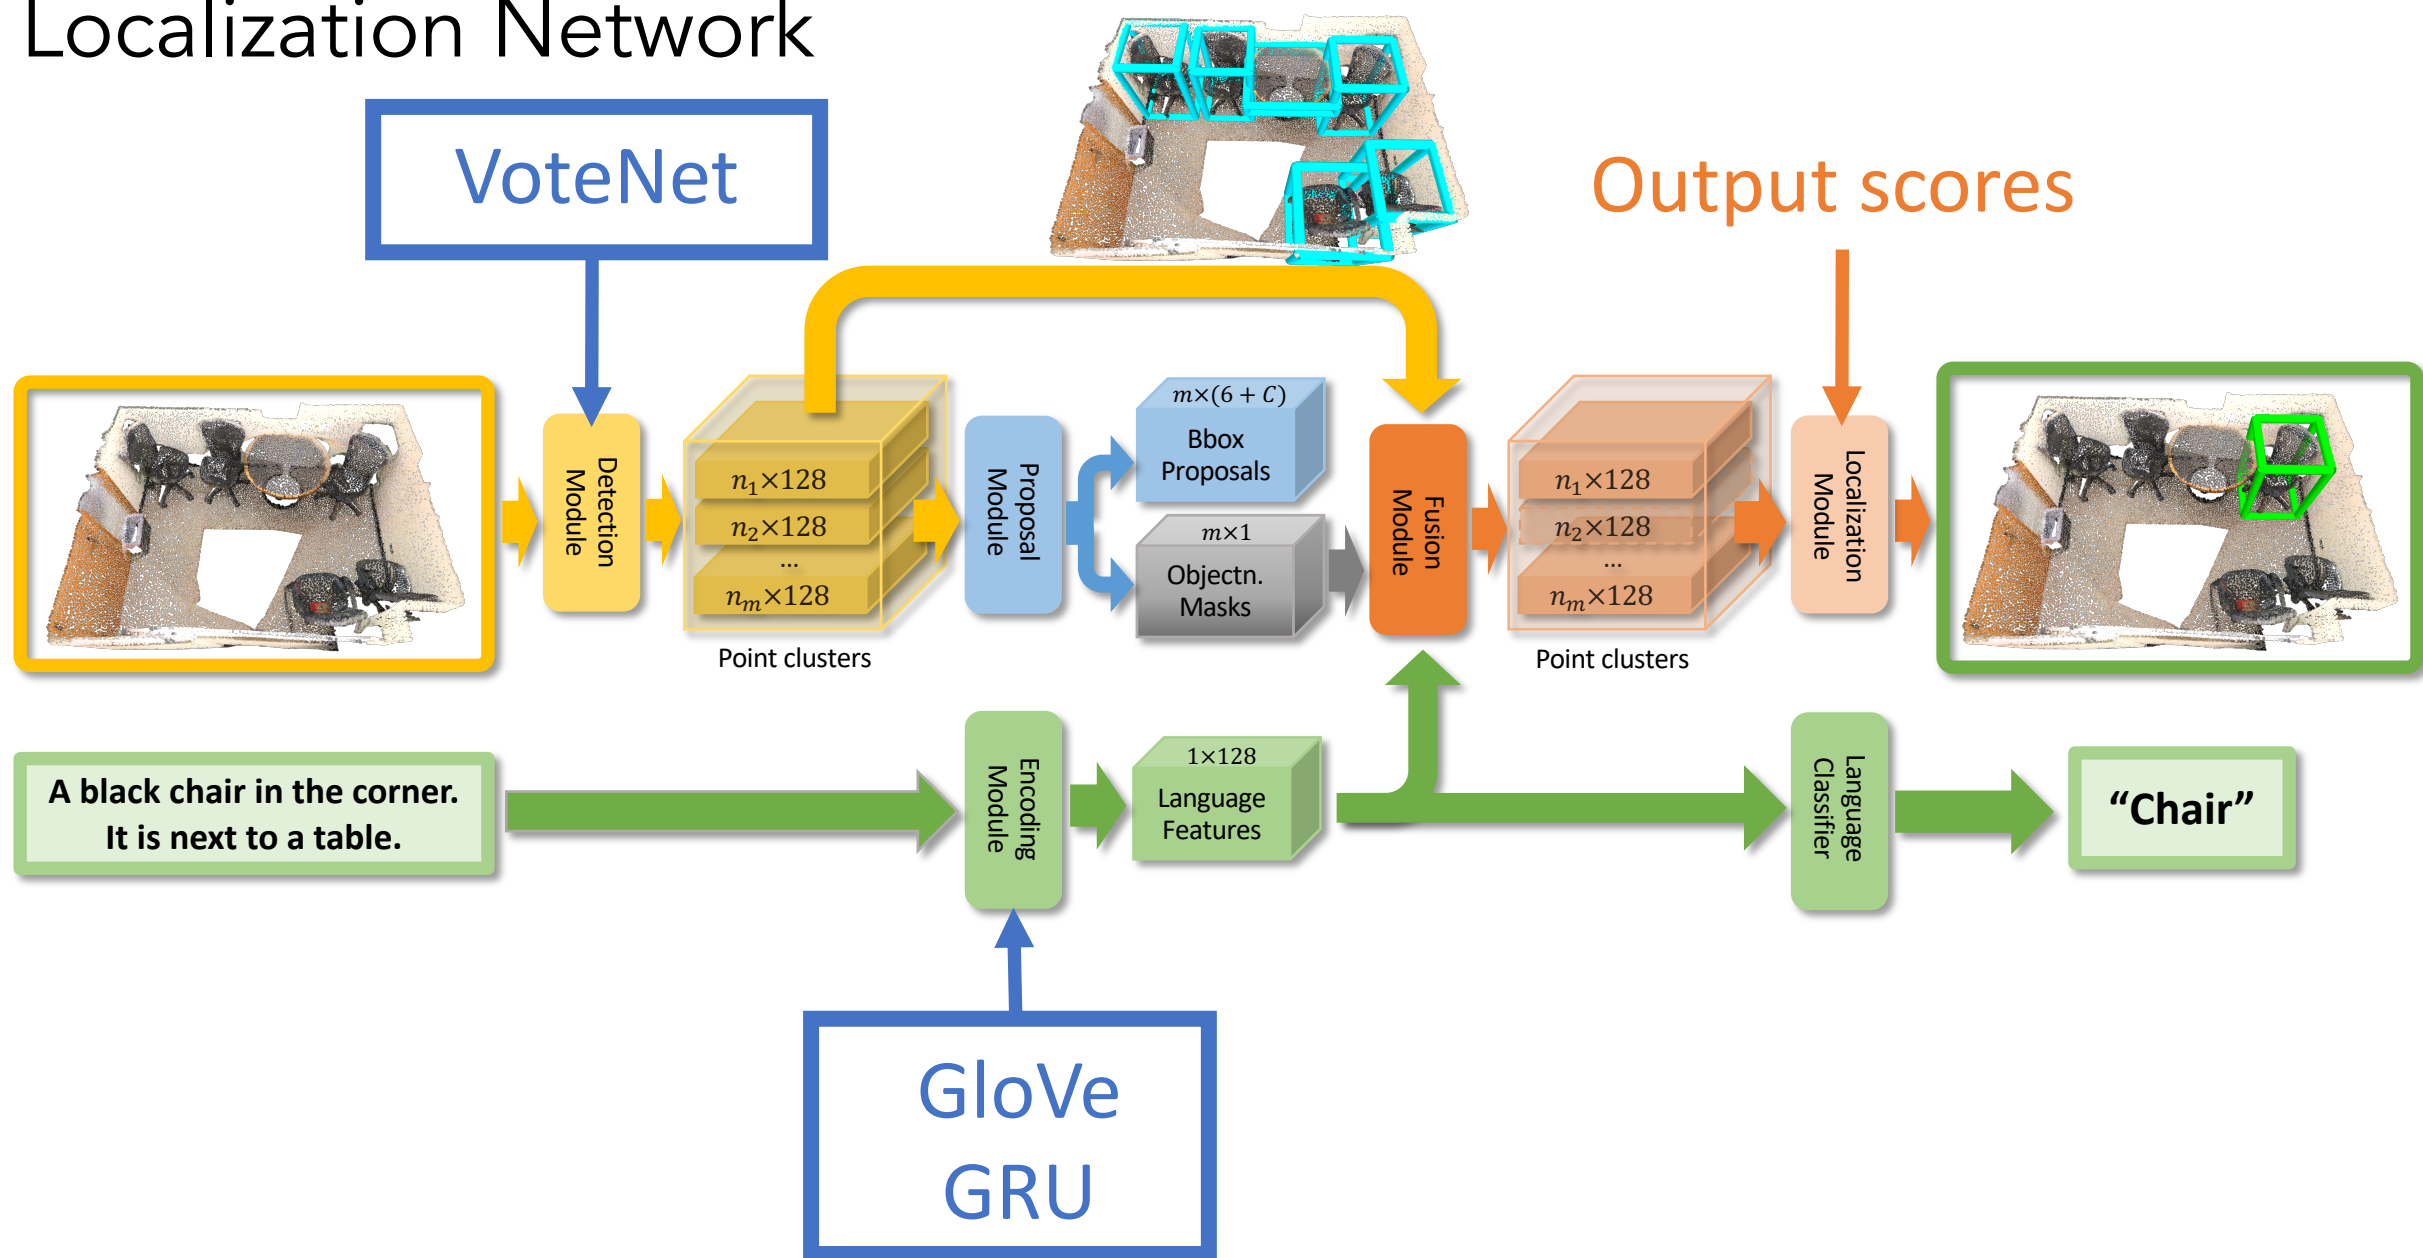 Localization Network
VoteNet
Output scores
Detection
Module
n₁×128
n₂×128
...
nₘ×128
Point clusters
Proposal
Module
m×(6 + C)
Bbox
Proposals
m×1
Objectn.
Masks
Fusion
Module
n₁×128
n₂×128
...
nₘ×128
Point clusters
Localization
Module
A black chair in the corner.
It is next to a table.
Encoding
Module
1×128
Language
Features
Language
Classifier
“Chair”
GloVe
GRU